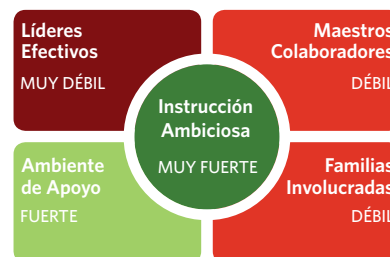 Líderes
Efectivos
MUY DÉBIL
Maestros
Colaboradores
DÉBIL
Instrucción
Ambiciosa
MUY FUERTE
Ambiente
de Apoyo
FUERTE
Familias
Involucradas
DÉBIL